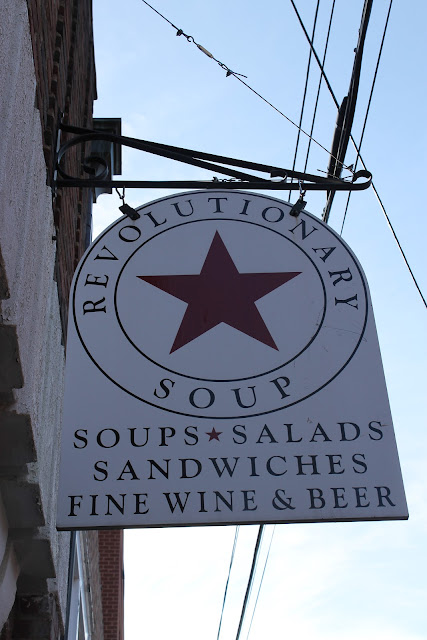 REVOLUTIONARY
SOUP
SOUPS★SALADS
SANDWICHES
FINE WINE & BEER